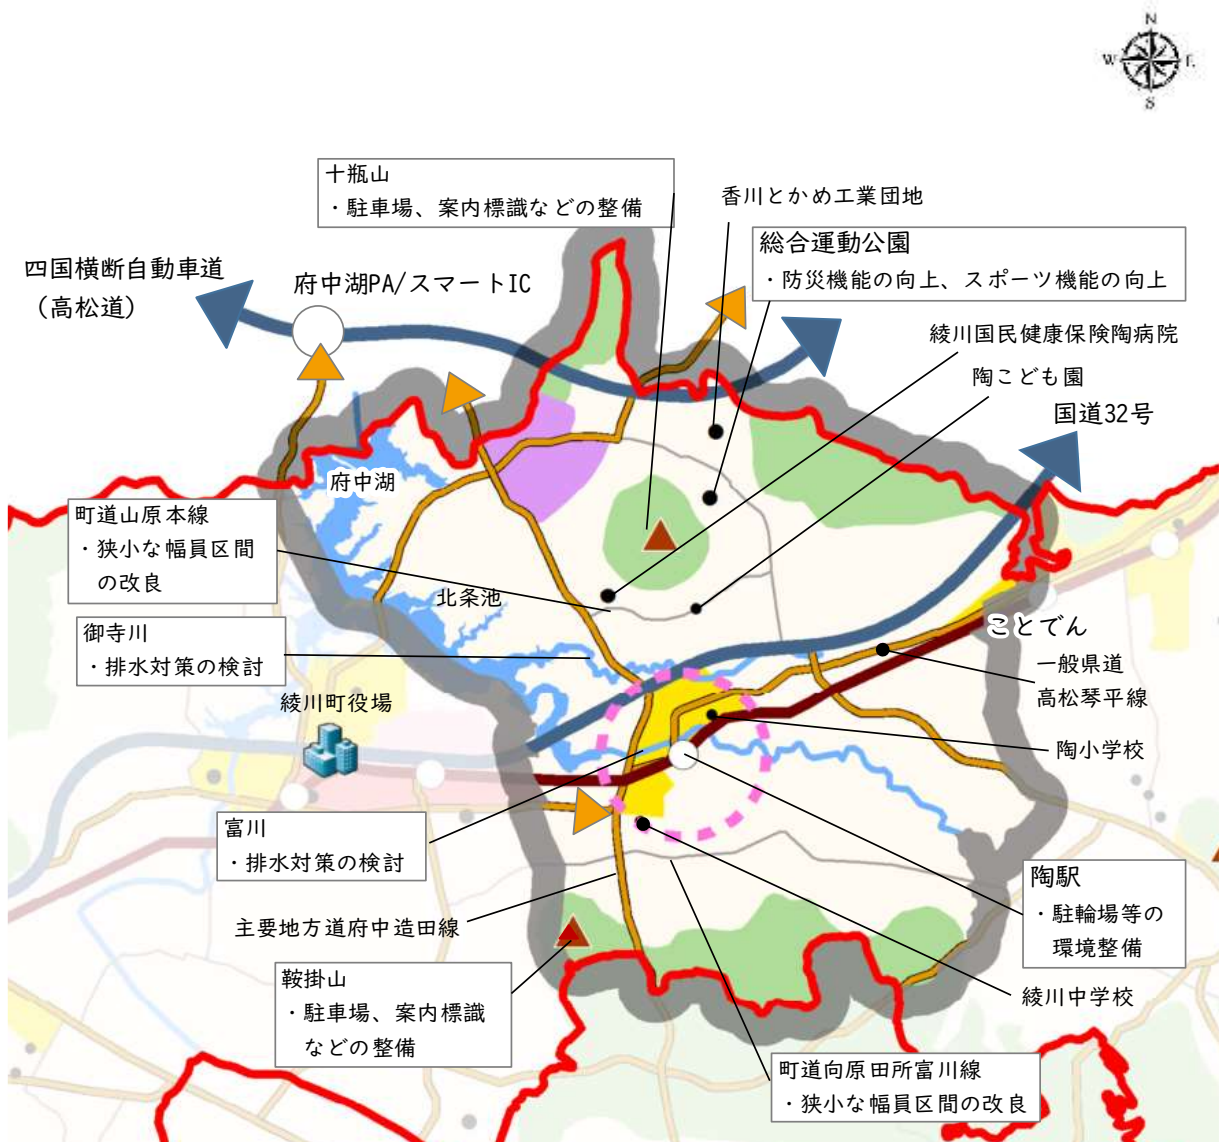 N
W
E
S
十瓶山
・駐車場、案内標識などの整備
香川とかめ工業団地
総合運動公園
・防災機能の向上、スポーツ機能の向上
四国横断自動車道
（高松道）
府中湖PA/スマートIC
綾川国民健康保険陶病院
陶こども園
国道32号
府中湖
町道山原本線
・狭小な幅員区間
の改良
北条池
御寺川
・排水対策の検討
ことでん
一般県道
高松琴平線
綾川町役場
陶小学校
富川
・排水対策の検討
陶駅
・駐輪場等の
環境整備
主要地方道府中造田線
鞍掛山
・駐車場、案内標識
などの整備
綾川中学校
町道向原田所富川線
・狭小な幅員区間の改良